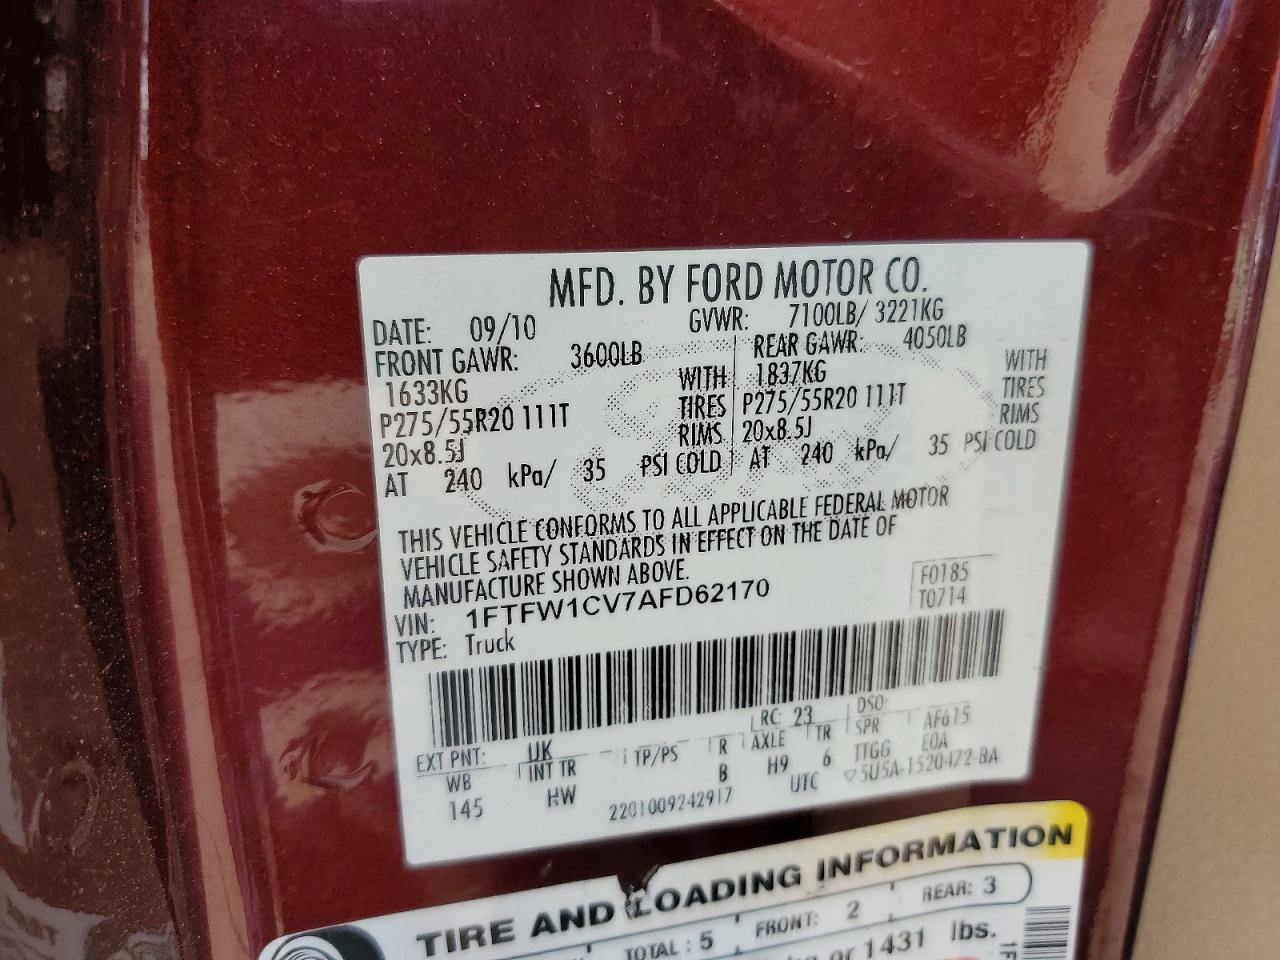 MFD. BY FORD MOTOR CO.
DATE: 09/10 GVWR: 7100LB/ 3221KG
FRONT GAWR: 3600LB REAR GAWR: 4050LB
1633KG WITH 1837KG WITH
P275/55R20 111T TIRES P275/55R20 111T TIRES
20x8.5J RIMS 20x8.5J RIMS
AT 240 kPa/ 35 PSI COLD AT 240 kPa/ 35 PSI COLD
THIS VEHICLE CONFORMS TO ALL APPLICABLE FEDERAL MOTOR
VEHICLE SAFETY STANDARDS IN EFFECT ON THE DATE OF
MANUFACTURE SHOWN ABOVE.
VIN: 1FTFW1CV7AFD62170 F0185
TYPE: Truck T0714
EXT PNT: UK RC: 23 DSO:
WB INT TR TP/PS R AXLE TR SPR AF615
145 HW B H9 6 TTGG E0A
2201009242917 UTC ▽5U5A-1520472-BA
TIRE AND LOADING INFORMATION
TOTAL: 5 FRONT: 2 REAR: 3
or 1431 lbs.